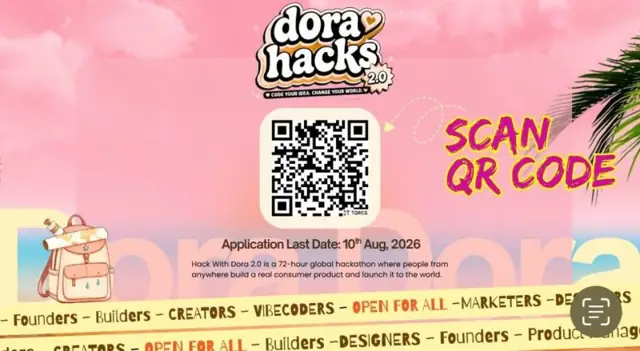 dora
hacks
2.0
CODE YOUR IDEA. CHANGE YOUR WORLD.
SCAN
QR CODE
Application Last Date: 10th Aug, 2026
Hack With Dora 2.0 is a 72-hour global hackathon where people from
anywhere build a real consumer product and launch it to the world.
Dora Dora
- Founders - Builders - CREATORS - VIBECODERS - OPEN FOR ALL -MARKETERS -DE
CREATORS - OPEN FOR ALL - Builders -DESIGNERS - Founders - Product Manag